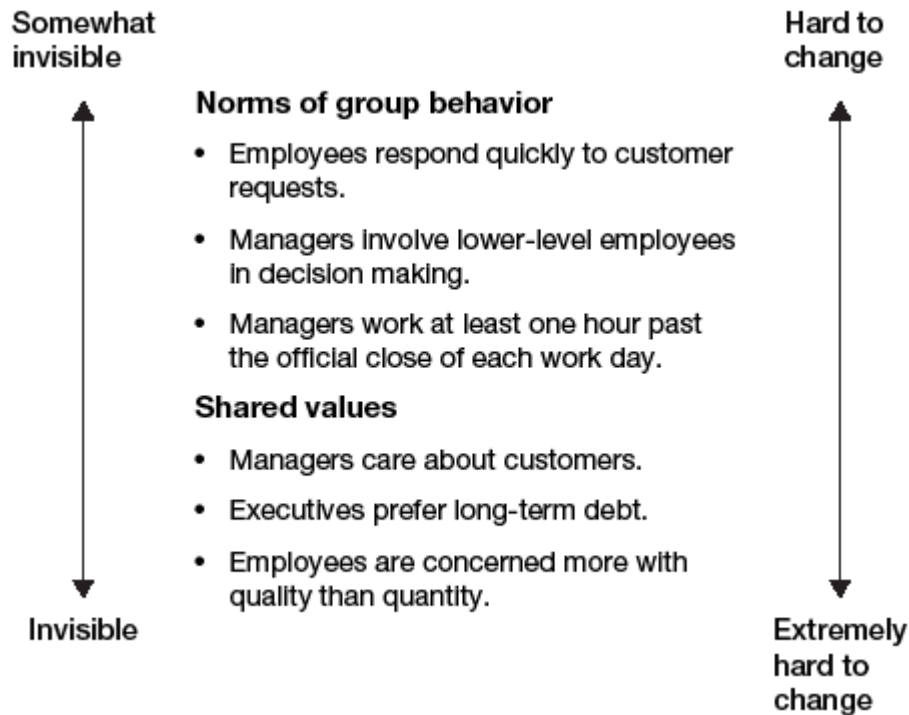 Somewhat
invisible
Hard to
change
Norms of group behavior
• Employees respond quickly to customer
requests.
• Managers involve lower-level employees
in decision making.
• Managers work at least one hour past
the official close of each work day.
Shared values
• Managers care about customers.
• Executives prefer long-term debt.
• Employees are concerned more with
quality than quantity.
Invisible
Extremely
hard to
change